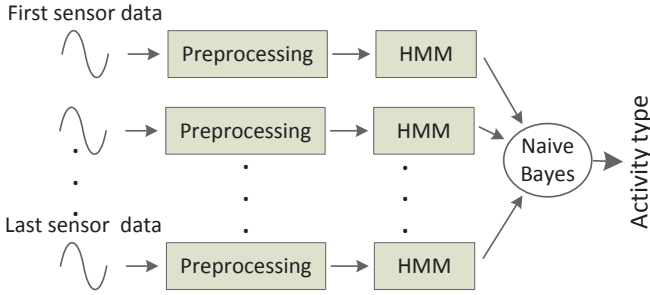 First sensor data
Preprocessing
HMM
Preprocessing
HMM
Naive
Bayes
Activity type
Last sensor data
Preprocessing
HMM